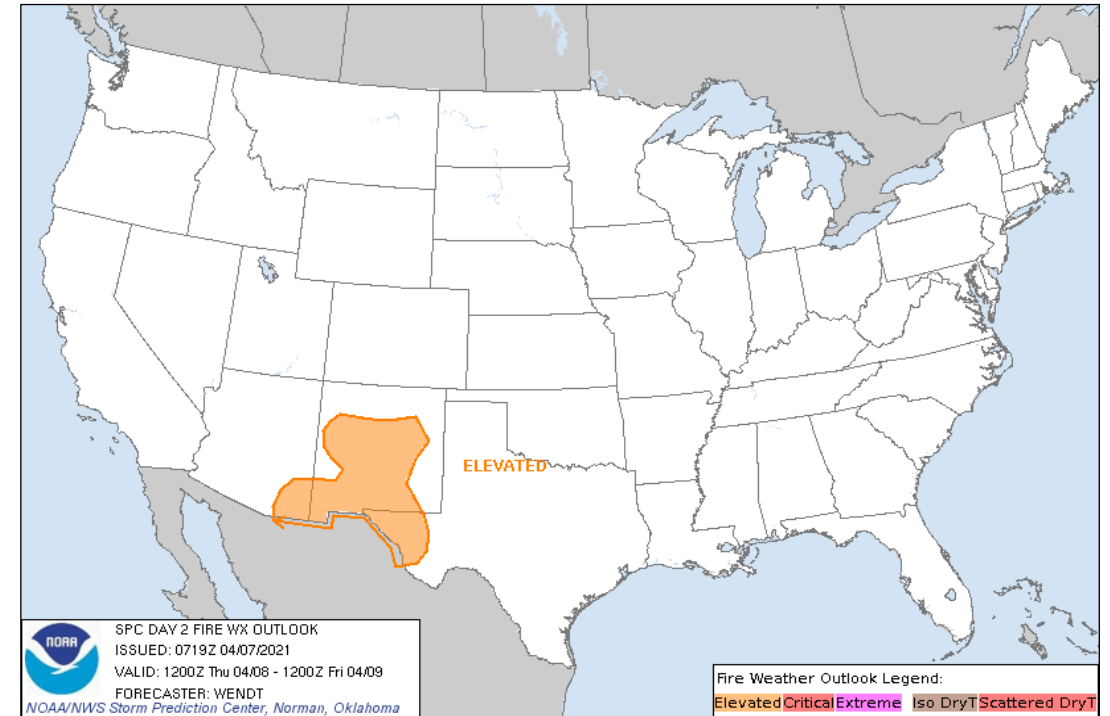 ELEVATED
NOAA
SPC DAY 2 FIRE WX OUTLOOK
ISSUED: 0719Z 04/07/2021
VALID: 1200Z Thu 04/08 - 1200Z Fri 04/09
FORECASTER: WENDT
NOAA/NWS Storm Prediction Center, Norman, Oklahoma
Fire Weather Outlook Legend:
Elevated Critical Extreme Iso DryT Scattered DryT